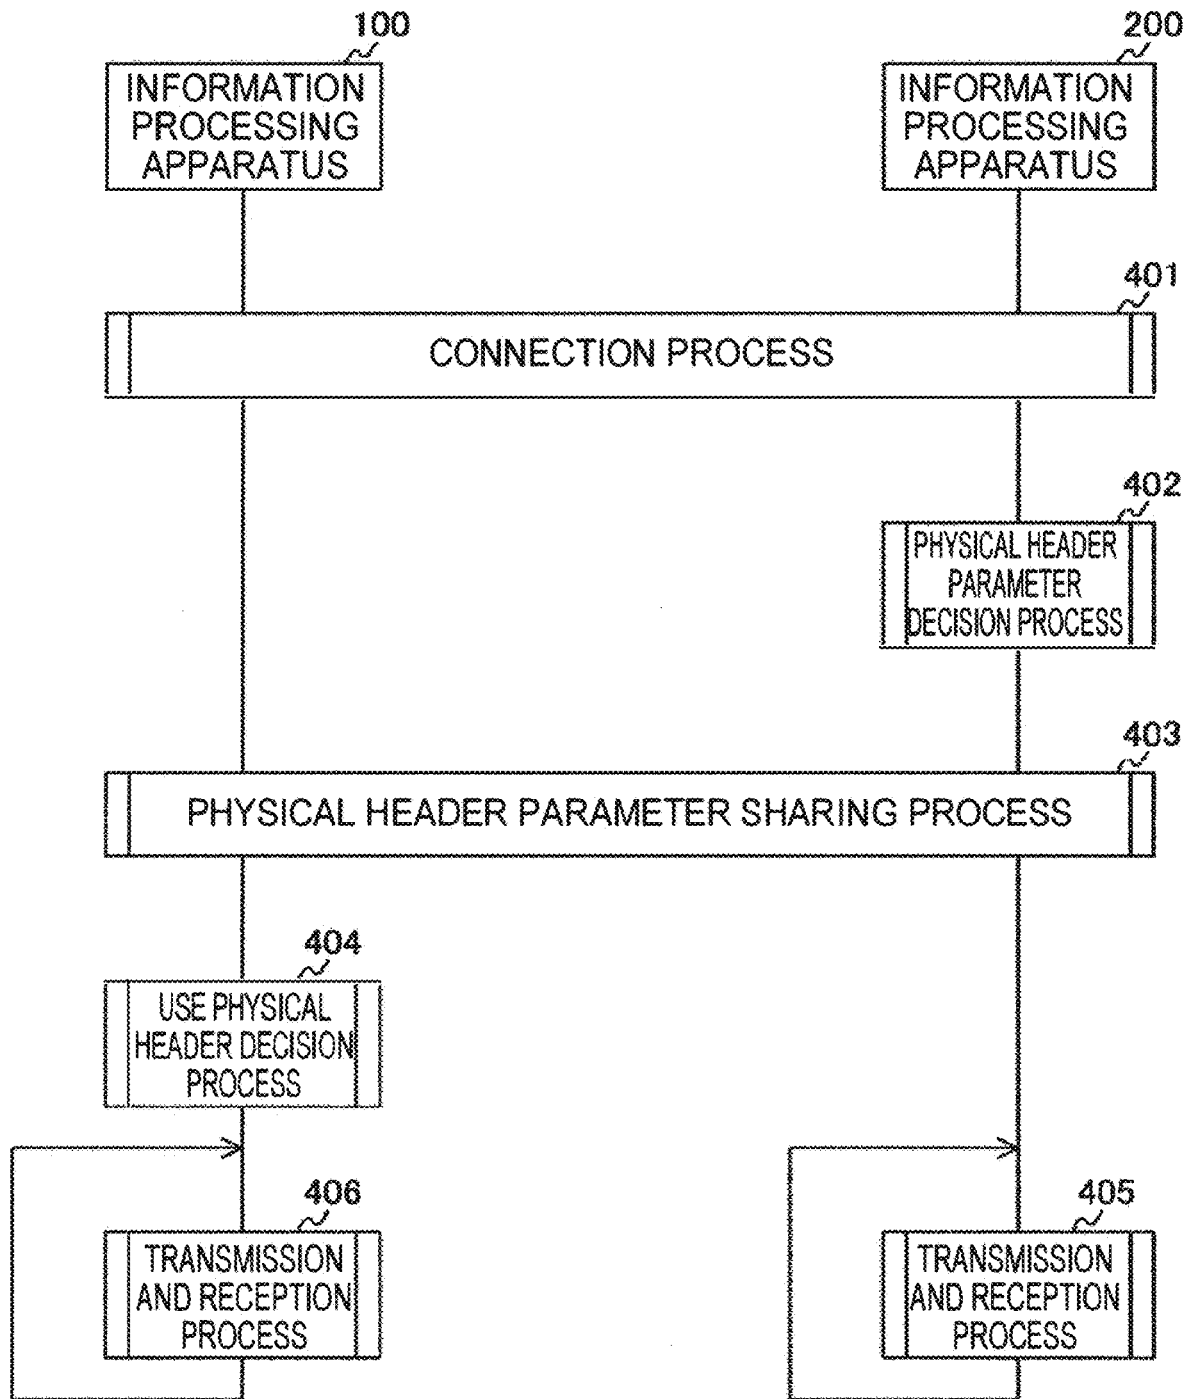 100
200
INFORMATION
PROCESSING
APPARATUS
INFORMATION
PROCESSING
APPARATUS
401
CONNECTION PROCESS
402
PHYSICAL HEADER
PARAMETER
DECISION PROCESS
403
PHYSICAL HEADER PARAMETER SHARING PROCESS
404
USE PHYSICAL
HEADER DECISION
PROCESS
406
TRANSMISSION
AND RECEPTION
PROCESS
405
TRANSMISSION
AND RECEPTION
PROCESS